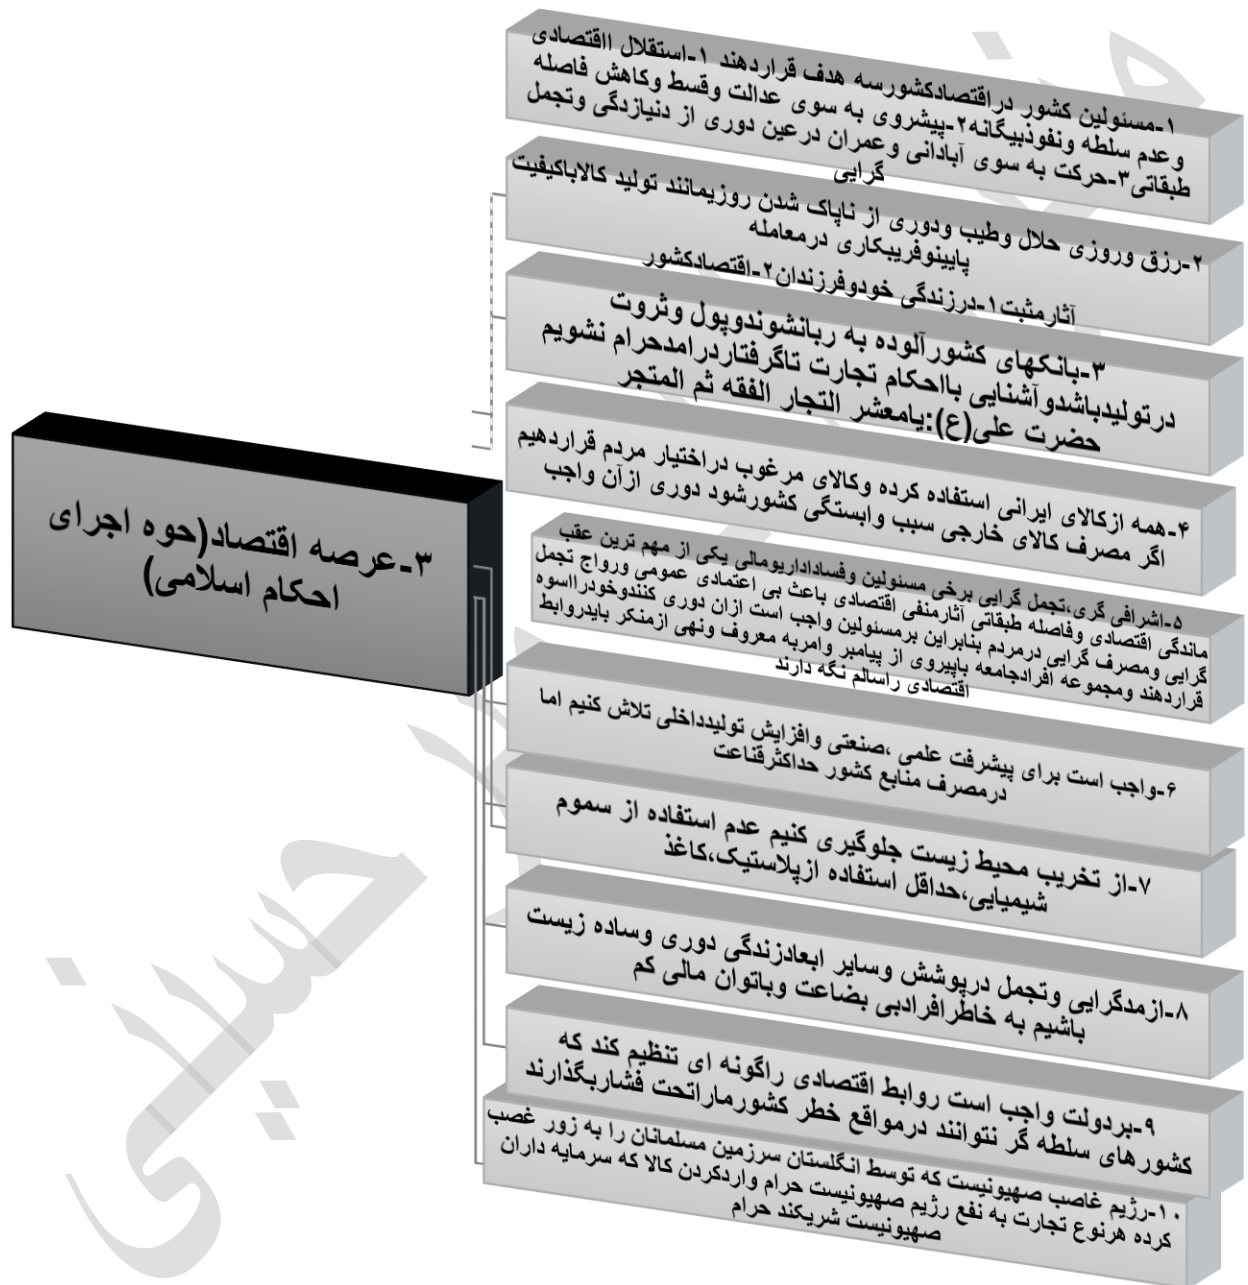 ۱-مسئولین کشور دراقتصادکشورسه هدف قراردهند ۱-استقلال ااقتصادی
وعدم سلطه ونفوذبیگانه۲-پیشروی به سوی عدالت وقسط وکاهش فاصله
طبقاتی۳-حرکت به سوی آبادانی وعمران درعین دوری از دنیازدگی وتجمل
گرایی
۲-رزق وروزی حلال وطیب ودوری از ناپاک شدن روزیمانند تولید کالاباکیفیت
پایینوفریبکاری درمعامله
آثارمثبت۱-درزندگی خودوفرزندان۲-اقتصادکشور
۳-بانکهای کشورآلوده به ربانشوندوپول وثروت
درتولیدباشدوآشنایی بااحکام تجارت تاگرفتاردرامدحرام نشویم
حضرت علی(ع):یامعشر التجار الفقه ثم المتجر
۴-همه ازکالای ایرانی استفاده کرده وکالای مرغوب دراختیار مردم قراردهیم
اگر مصرف کالای خارجی سبب وابستگی کشورشود دوری ازآن واجب
۳-عرصه اقتصاد(حوه اجرای
احکام اسلامی)
۵-اشرافی گری،تجمل گرایی برخی مسئولین وفساداداریومالی یکی از مهم ترین عقب
ماندگی اقتصادی وفاصله طبقاتی آثارمنفی اقتصادی باعث بی اعتمادی عمومی ورواج تجمل
گرایی ومصرف گرایی درمردم بنابراین برمسئولین واجب است ازان دوری کنندوخودرااسوه
قراردهند ومجموعه افرادجامعه باپیروی از پیامبر وامربه معروف ونهی ازمنکر بایدروابط
اقتصادی راسالم نگه دارند
۶-واجب است برای پیشرفت علمی ،صنعتی وافزایش تولیدداخلی تلاش کنیم اما
درمصرف منابع کشور حداکثرقناعت
۷-از تخریب محیط زیست جلوگیری کنیم عدم استفاده از سموم
شیمیایی،حداقل استفاده ازپلاستیک،کاغذ
۸-ازمدگرایی وتجمل درپوشش وسایر ابعادزندگی دوری وساده زیست
باشیم به خاطرافرادبی بضاعت وباتوان مالی کم
۹-بردولت واجب است روابط اقتصادی راگونه ای تنظیم کند که
کشورهای سلطه گر نتوانند درمواقع خطر کشورماراتحت فشاربگذارند
۱۰-رژیم غاصب صهیونیست که توسط انگلستان سرزمین مسلمانان را به زور غصب
کرده هرنوع تجارت به نفع رژیم صهیونیست حرام واردکردن کالا که سرمایه داران
صهیونیست شریکند حرام
حسینی